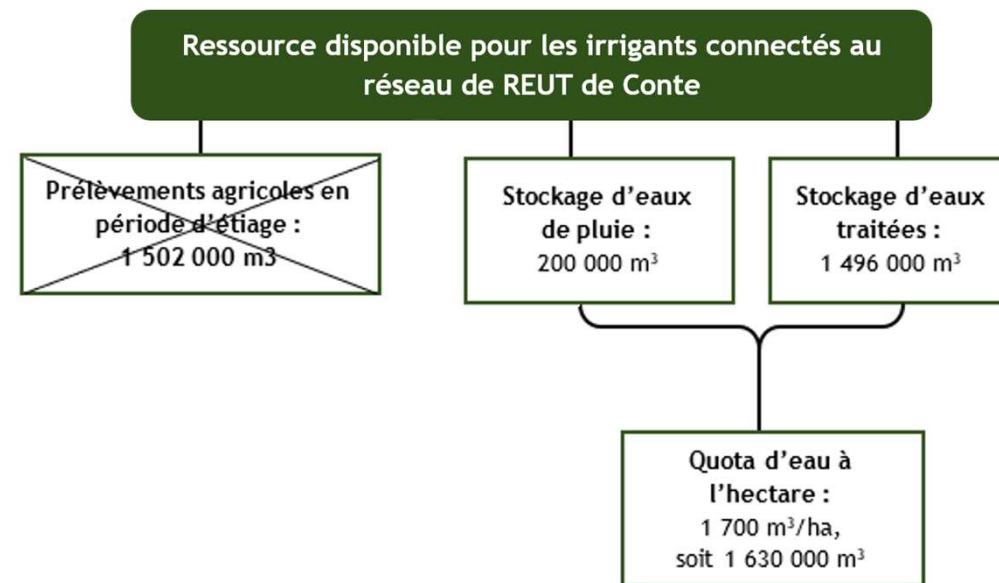 Ressource disponible pour les irrigants connectés au
réseau de REUT de Conte
Prélèvements agricoles en
période d'étiage :
1 502 000 m3
Stockage d'eaux
de pluie :
200 000 m³
Stockage d'eaux
traitées :
1 496 000 m³
Quota d'eau à
l'hectare :
1 700 m³/ha,
soit 1 630 000 m³